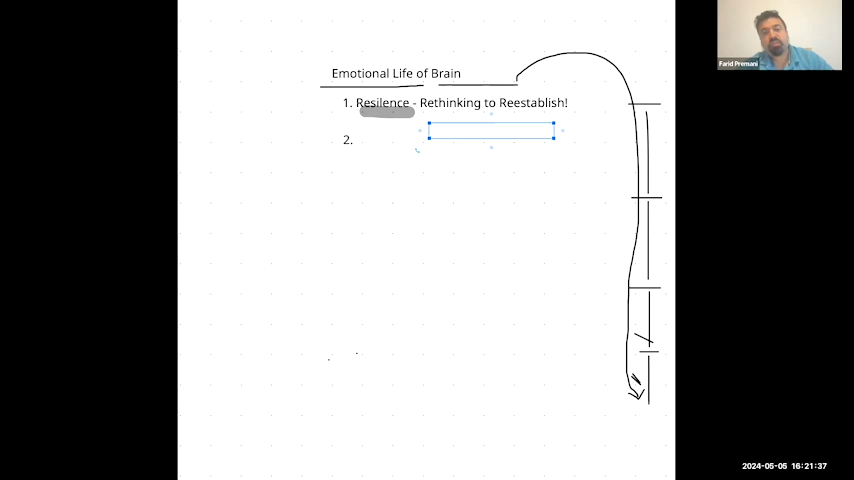 Emotional Life of Brain
1. Resilence - Rethinking to Reestablish!
2.
Farid Premani
2024-05-05 16:21:37